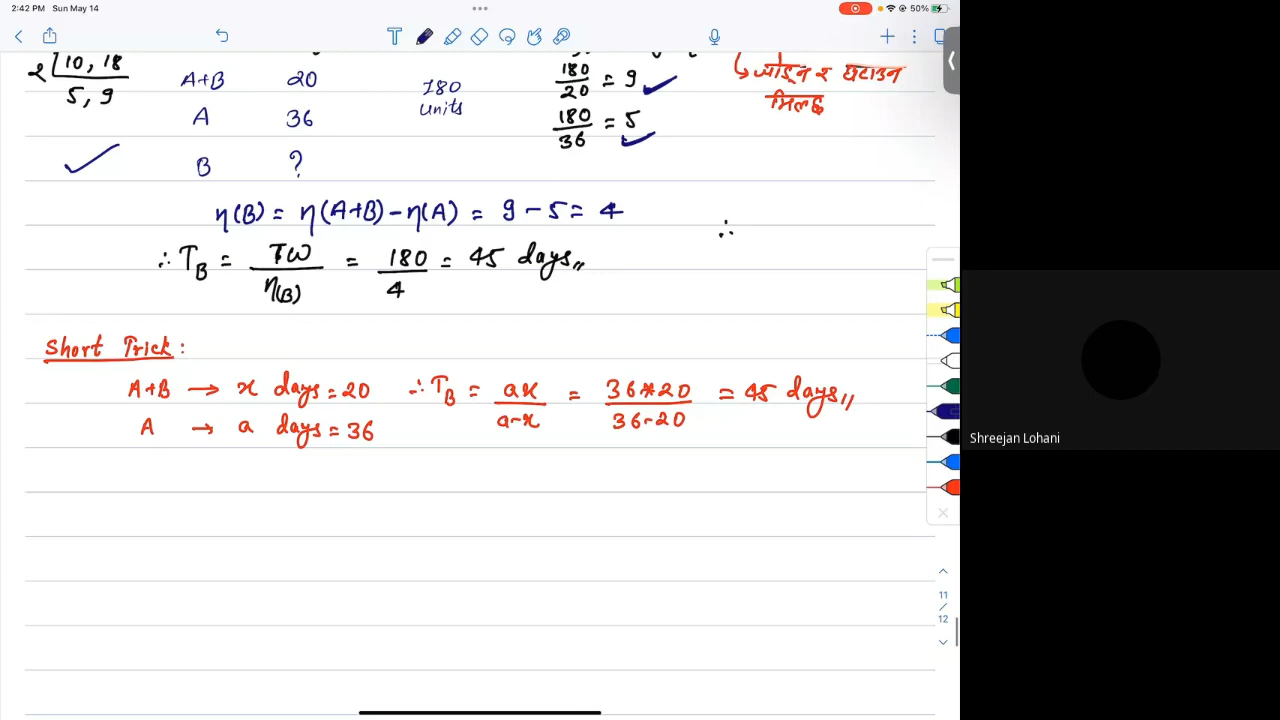 2:42 PM Sun May 14
50%
2 | 10, 18
5, 9
A+B 20 180 units
180/20 = 9
जोड्न र घटाउन
मिल्छ
A 36
180/36 = 5
B ?
η(B) = η(A+B) - η(A) = 9 - 5 = 4
∴
∴ T_B = TW/η(B) = 180/4 = 45 days,,
Short Trick:
A+B → x days = 20 ∴ T_B = ax/a-x = 36*20/36-20 = 45 days,,
A → a days = 36
Shreejan Lohani
11
/
12